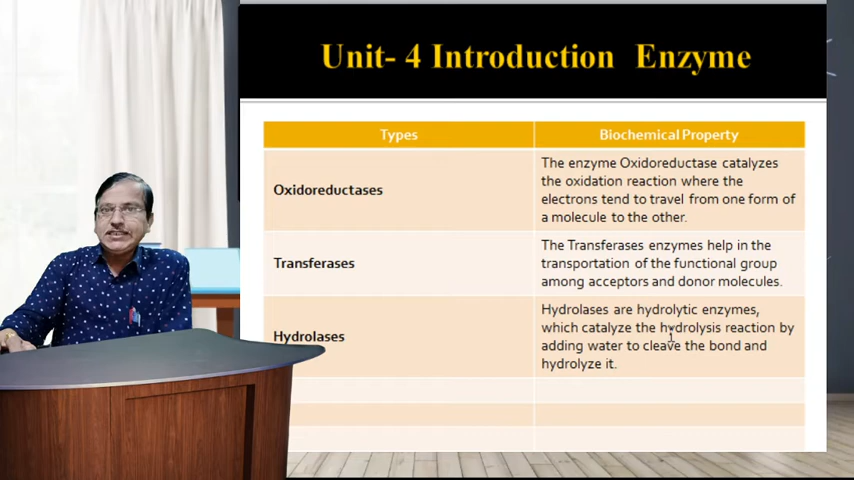 Unit- 4 Introduction Enzyme
Types
Biochemical Property
Oxidoreductases
The enzyme Oxidoreductase catalyzes
the oxidation reaction where the
electrons tend to travel from one form of
a molecule to the other.
Transferases
The Transferases enzymes help in the
transportation of the functional group
among acceptors and donor molecules.
Hydrolases
Hydrolases are hydrolytic enzymes,
which catalyze the hydrolysis reaction by
adding water to cleave the bond and
hydrolyze it.